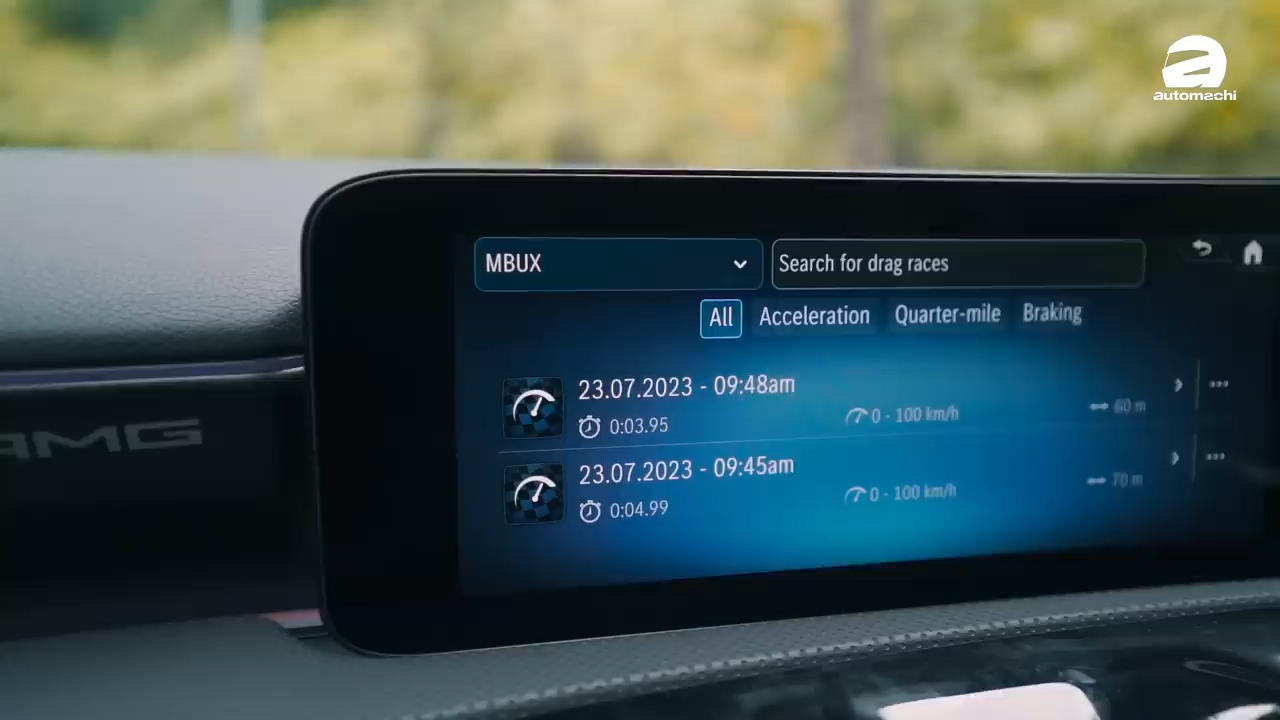 automachi
MBUX
Search for drag races
All Acceleration Quarter-mile Braking
23.07.2023 - 09:48am
0:03.95 0 - 100 km/h 60 m
23.07.2023 - 09:45am
0:04.99 0 - 100 km/h 70 m
AMG